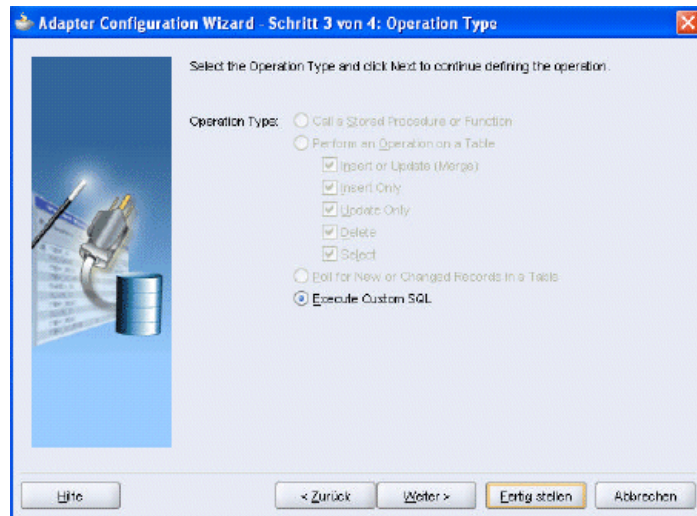 Adapter Configuration Wizard - Schritt 3 von 4: Operation Type
Select the Operation Type and click Next to continue defining the operation.
Operation Type:
Call a Stored Procedure or Function
Perform an Operation on a Table
Insert or Update (Merge)
Insert Only
Update Only
Delete
Select
Poll for New or Changed Records in a Table
Execute Custom SQL
Hilfe
< Zurück
Weiter >
Fertig stellen
Abbrechen